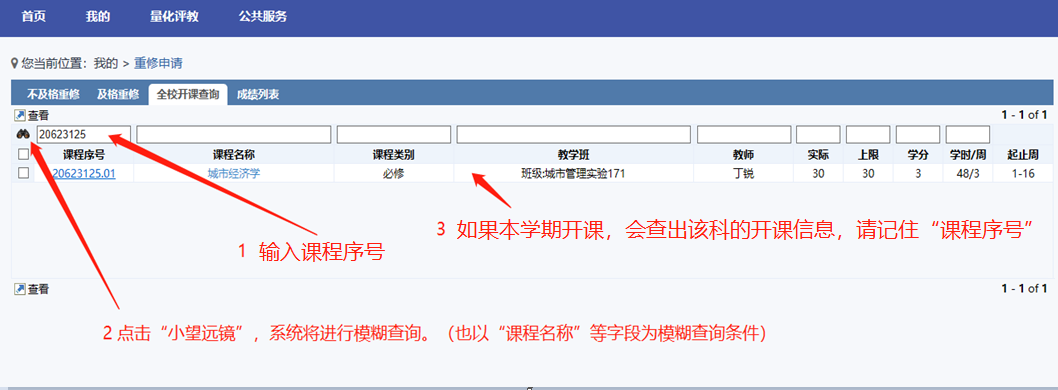 首页 我的 量化评教 公共服务
您当前位置：我的 > 重修申请
不及格重修 及格重修 全校开课查询 成绩列表
查看 1 - 1 of 1
20623125
课程序号 课程名称 课程类别 教学班 教师 实际 上限 学分 学时/周 起止周
20623125.01 城市经济学 必修 班级:城市管理实验171 丁锐 30 30 3 48/3 1-16
3 如果本学期开课，会查出该科的开课信息，请记住“课程序号”
1 输入课程序号
查看 1 - 1 of 1
2 点击“小望远镜”，系统将进行模糊查询。（也以“课程名称”等字段为模糊查询条件）